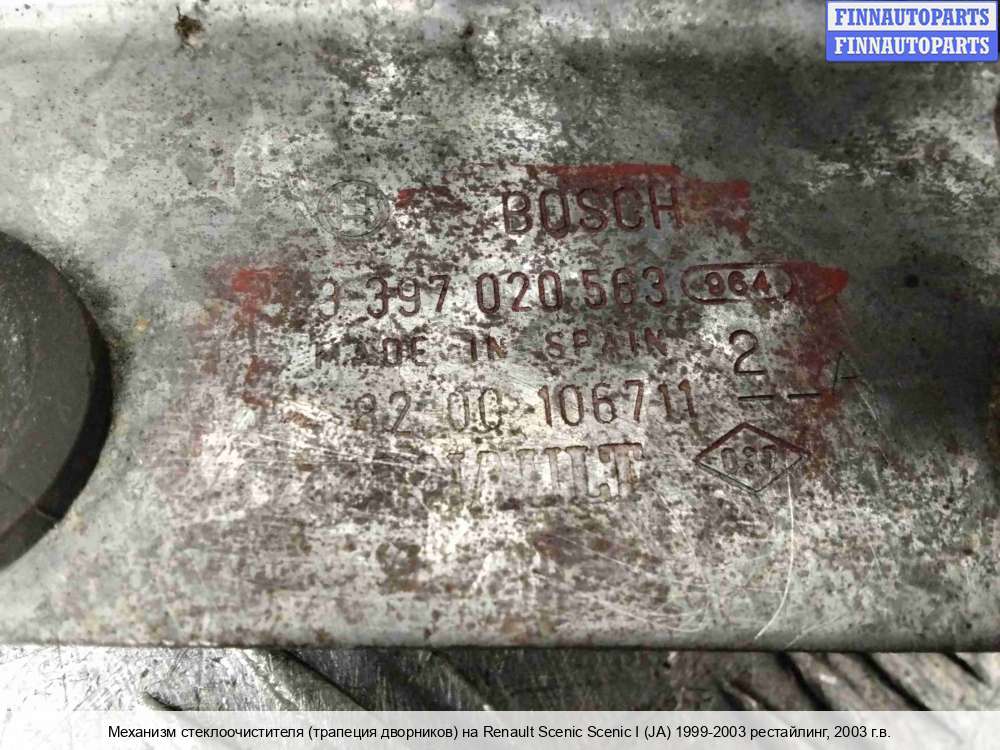 FINNAUTOPARTS
FINNAUTOPARTS
BOSCH
3 397 020 563 964
MADE IN SPAIN
2 -- A
82 00 106711
Механизм стеклоочистителя (трапеция дворников) на Renault Scenic Scenic I (JA) 1999-2003 рестайлинг, 2003 г.в.